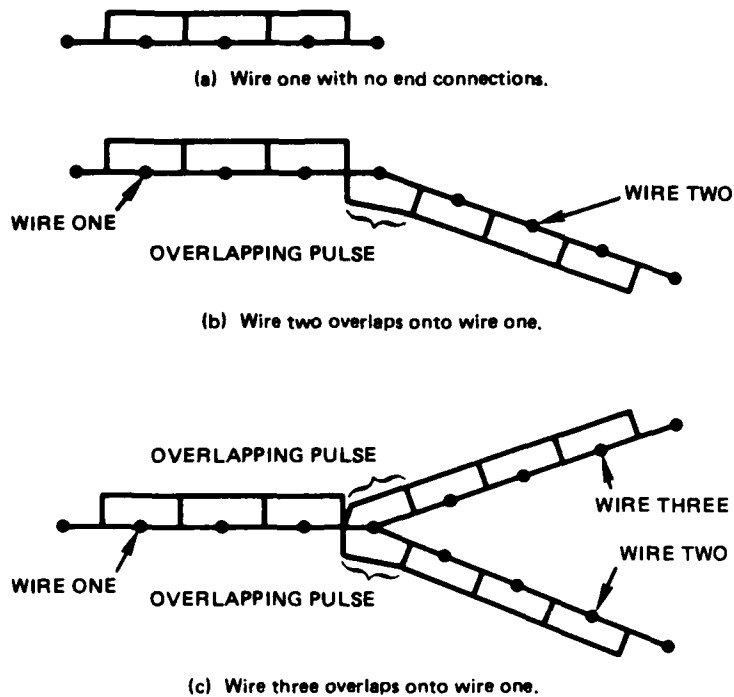 (a) Wire one with no end connections.
WIRE TWO
WIRE ONE
OVERLAPPING PULSE
(b) Wire two overlaps onto wire one.
OVERLAPPING PULSE
WIRE THREE
WIRE TWO
WIRE ONE
OVERLAPPING PULSE
(c) Wire three overlaps onto wire one.